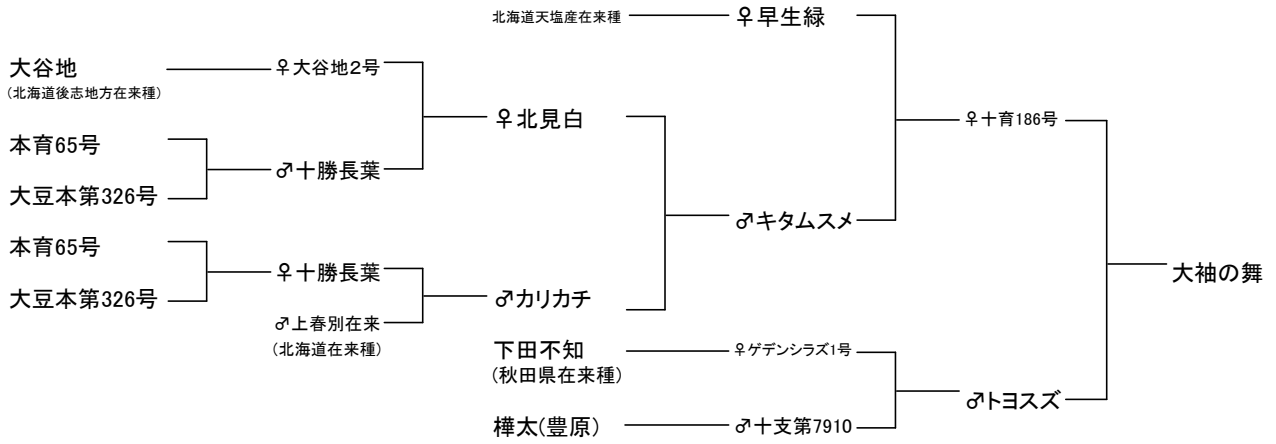 北海道天塩産在来種
♀早生緑
大谷地
(北海道後志地方在来種)
♀大谷地2号
♀北見白
本育65号
♂十勝長葉
大豆本第326号
♀十育186号
♂キタムスメ
本育65号
♀十勝長葉
大豆本第326号
♂カリカチ
♂上春別在来
(北海道在来種)
大袖の舞
下田不知
(秋田県在来種)
♀ゲデンシラズ1号
♂トヨスズ
樺太(豊原)
♂十支第7910